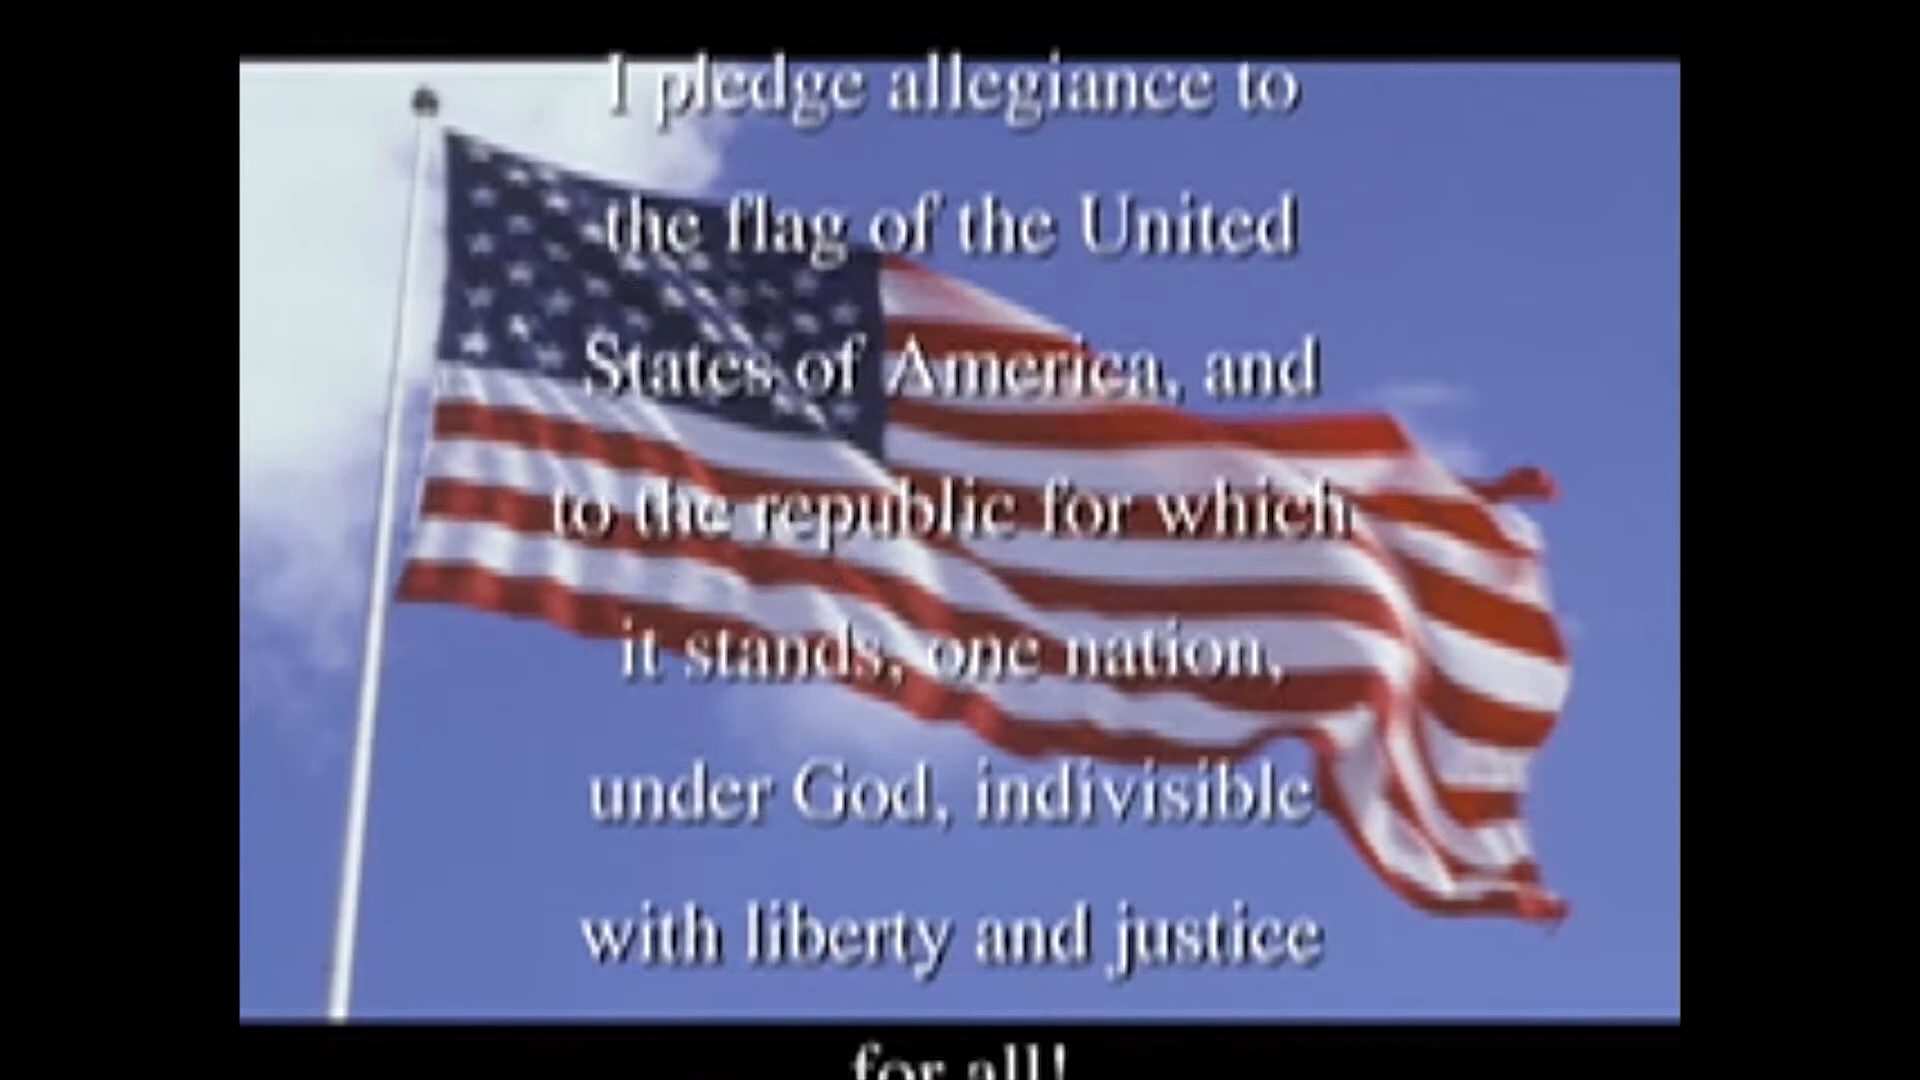 I pledge allegiance to
the flag of the United
States of America, and
to the republic for which
it stands, one nation,
under God, indivisible
with liberty and justice
for all!